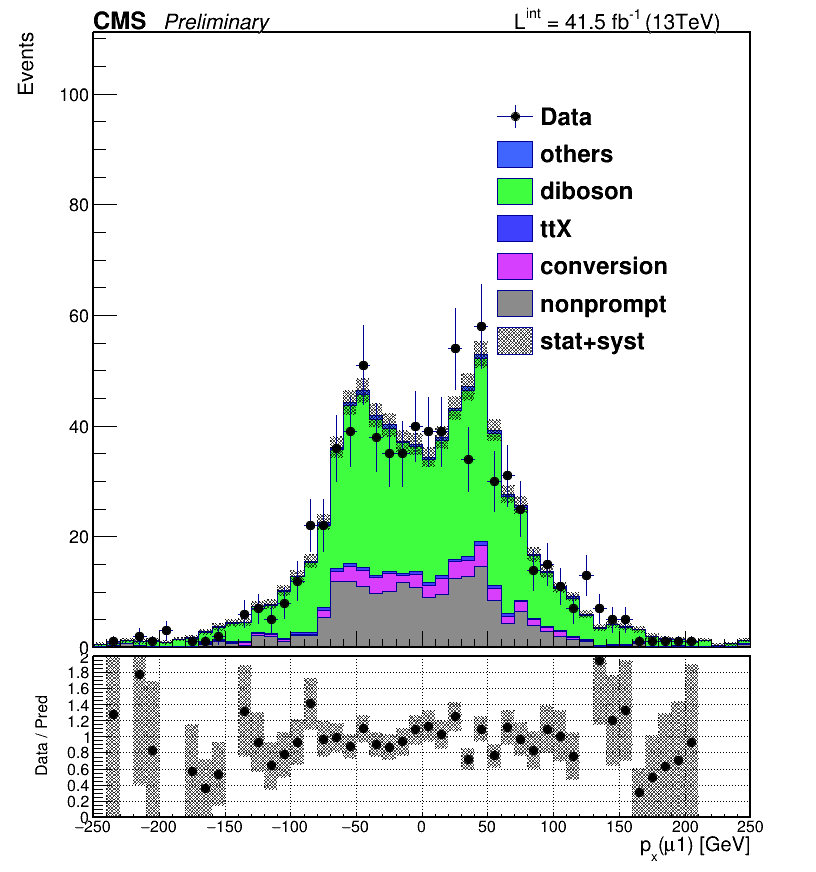 CMS Preliminary L^int = 41.5 fb^-1 (13TeV)
Events
100
80
60
40
20
0
Data
others
diboson
ttX
conversion
nonprompt
stat+syst
Data / Pred
2
1.8
1.6
1.4
1.2
1
0.8
0.6
0.4
0.2
0
−250 −200 −150 −100 −50 0 50 100 150 200 250
p_x(μ1) [GeV]